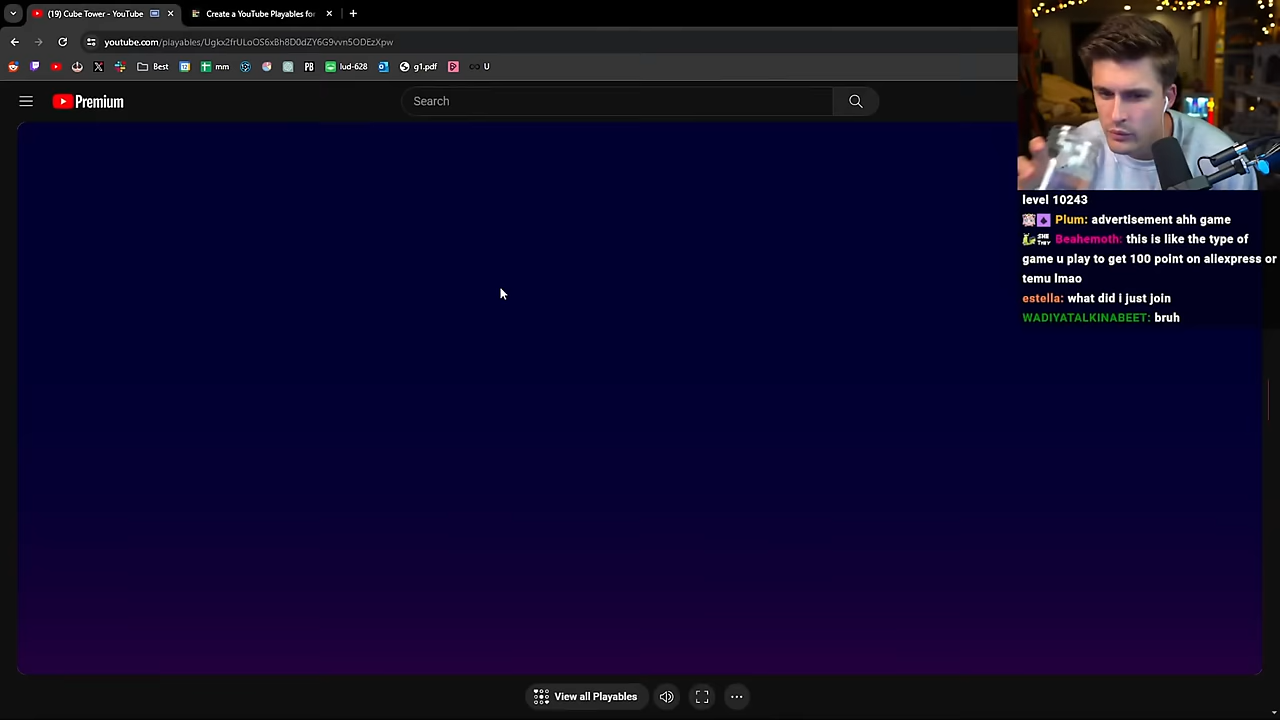 (19) Cube Tower - YouTube
Create a YouTube Playables for
youtube.com/playables/Ugkx2frULoOS6xBh8D0dZY6G9vvn5ODEzXpw
Best
mm
PB
lud-628
g1.pdf
U
Premium
Search
level 10243
Plum: advertisement ahh game
Beahemoth: this is like the type of
game u play to get 100 point on aliexpress or
temu lmao
estella: what did i just join
WADIYATALKINABEET: bruh
View all Playables